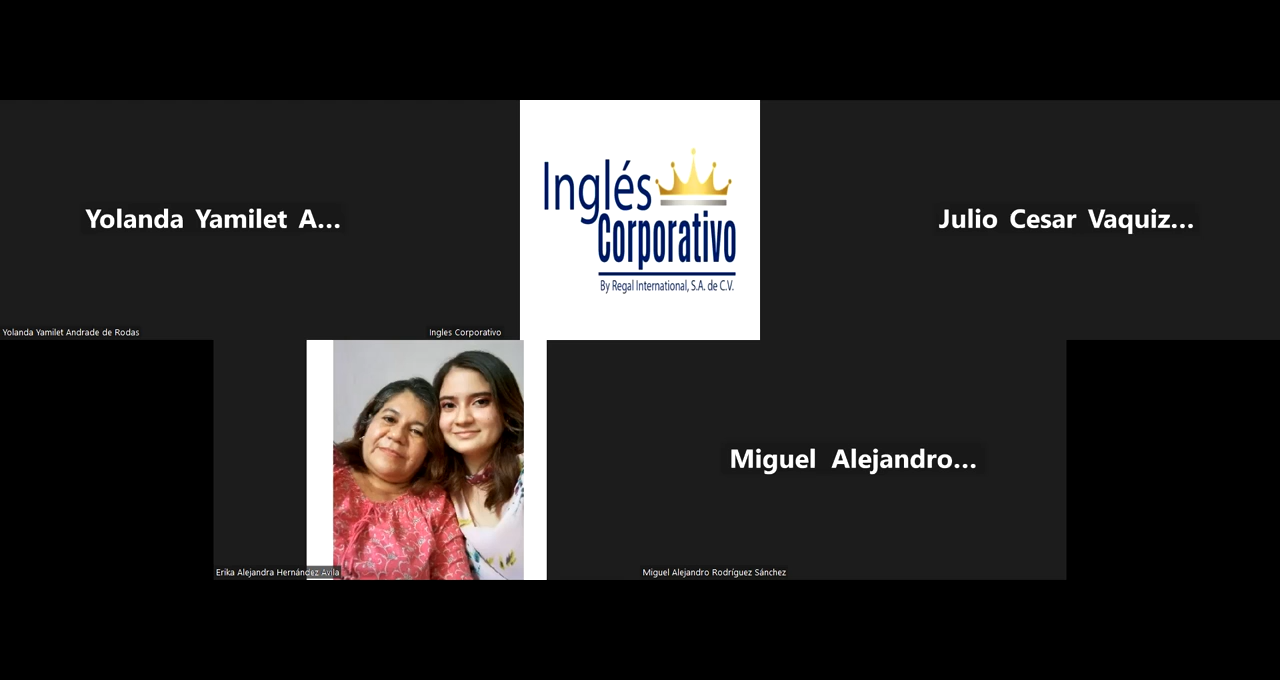 Yolanda Yamilet A...
Inglés
Corporativo
By Regal International, S.A. de C.V.
Julio Cesar Vaquiz...
Yolanda Yamilet Andrade de Rodas
Ingles Corporativo
Miguel Alejandro...
Erika Alejandra Hernández Avila
Miguel Alejandro Rodríguez Sánchez